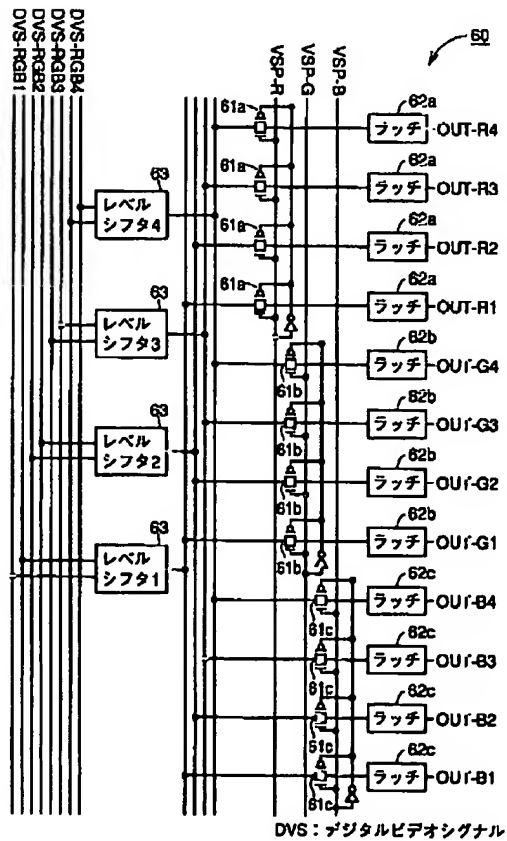 60
DVS-RGB1
DVS-RGB2
DVS-RGB3
DVS-RGB4
VSP-R
VSP-G
VSP-B
61a
62a
ラッチ
OUT-R4
61a
62a
ラッチ
OUT-R3
63
レベル
シフタ4
61a
62a
ラッチ
OUT-R2
61a
62a
ラッチ
OUT-R1
63
レベル
シフタ3
61b
62b
ラッチ
OUT-G4
61b
62b
ラッチ
OUT-G3
63
レベル
シフタ2
61b
62b
ラッチ
OUT-G2
61b
62b
ラッチ
OUT-G1
63
レベル
シフタ1
61c
62c
ラッチ
OUT-B4
61c
62c
ラッチ
OUT-B3
61c
62c
ラッチ
OUT-B2
61c
62c
ラッチ
OUT-B1
DVS:デジタルビデオシグナル